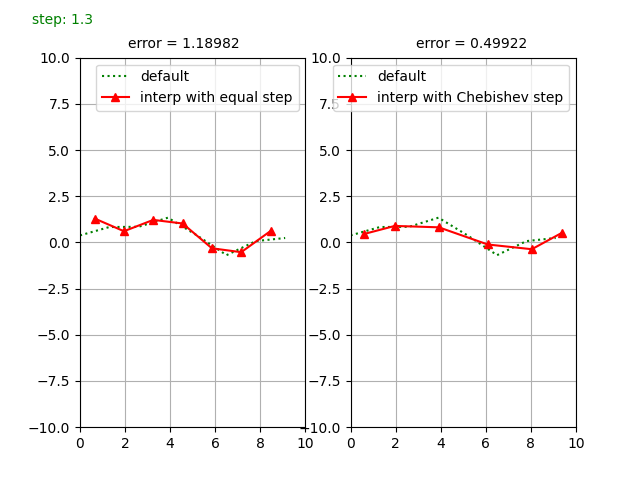 step: 1.3
error = 1.18982
error = 0.49922
default
interp with equal step
default
interp with Chebishev step
10.0
7.5
5.0
2.5
0.0
−2.5
−5.0
−7.5
−10.0
0 2 4 6 8 10
10.0
7.5
5.0
2.5
0.0
−2.5
−5.0
−7.5
−10.0
0 2 4 6 8 10